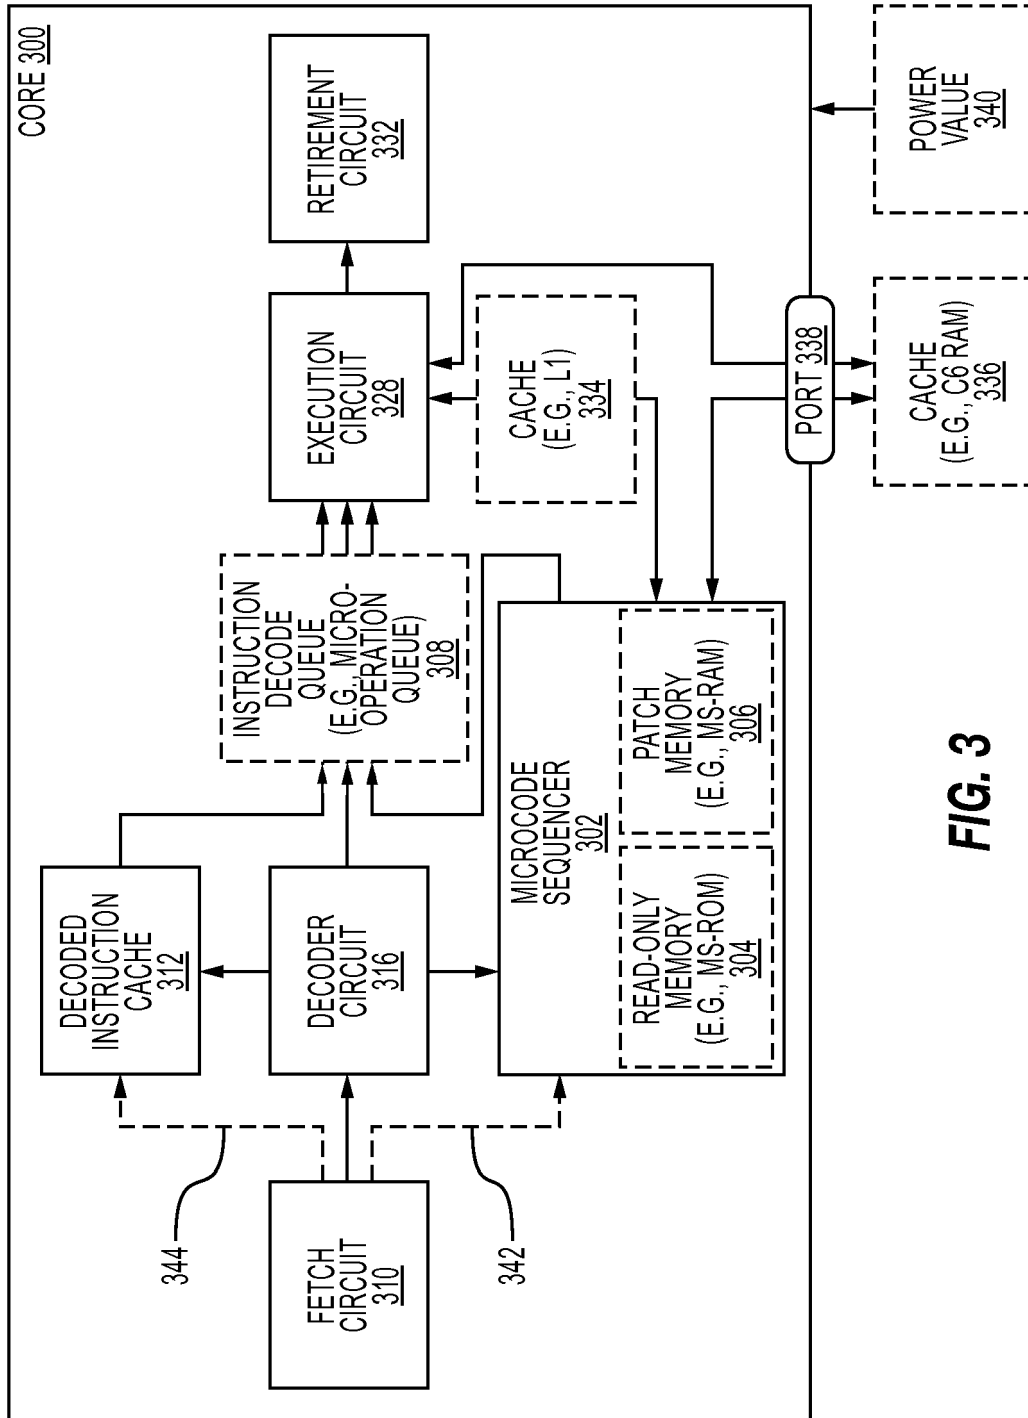 CORE 300
FETCH
CIRCUIT
310
344
342
DECODED
INSTRUCTION
CACHE
312
DECODER
CIRCUIT
316
MICROCODE
SEQUENCER
302
READ-ONLY
MEMORY
(E.G., MS-ROM)
304
PATCH
MEMORY
(E.G., MS-RAM)
306
INSTRUCTION
DECODE
QUEUE
(E.G., MICRO-
OPERATION
QUEUE)
308
EXECUTION
CIRCUIT
328
CACHE
(E.G., L1)
334
RETIREMENT
CIRCUIT
332
PORT 338
CACHE
(E.G., C6 RAM)
336
POWER
VALUE
340
FIG. 3